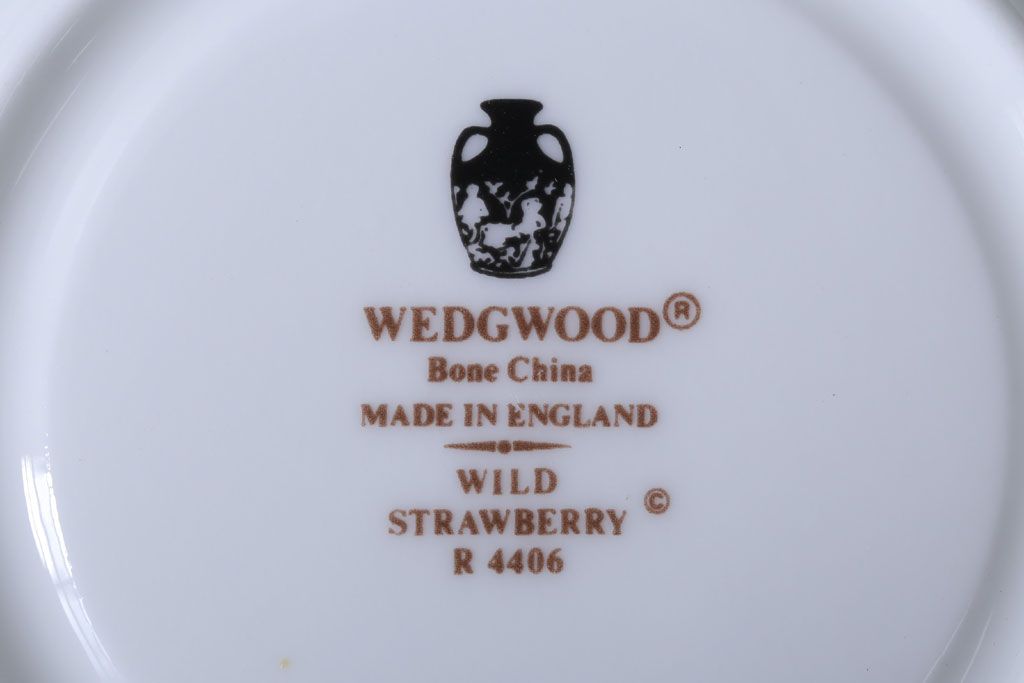 WEDGWOOD®
Bone China
MADE IN ENGLAND
WILD
STRAWBERRY ©
R 4406